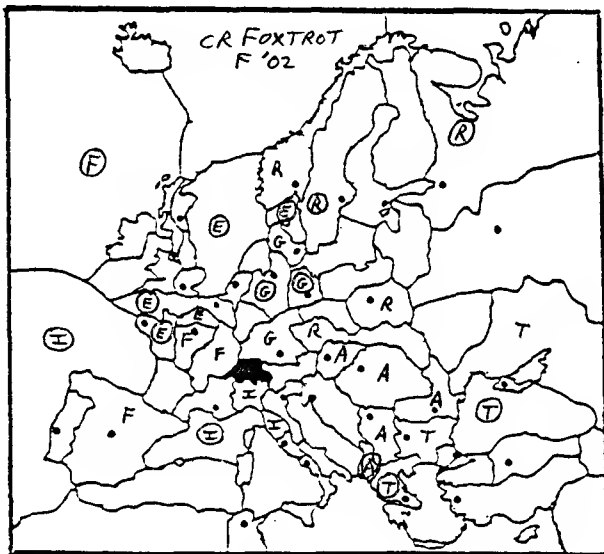 CR FOXTROT
F '02
R
F R
E R
E
G
G G
E R
E
E F R T
I G
F A
A
I A
T
F I A T
I
A
T